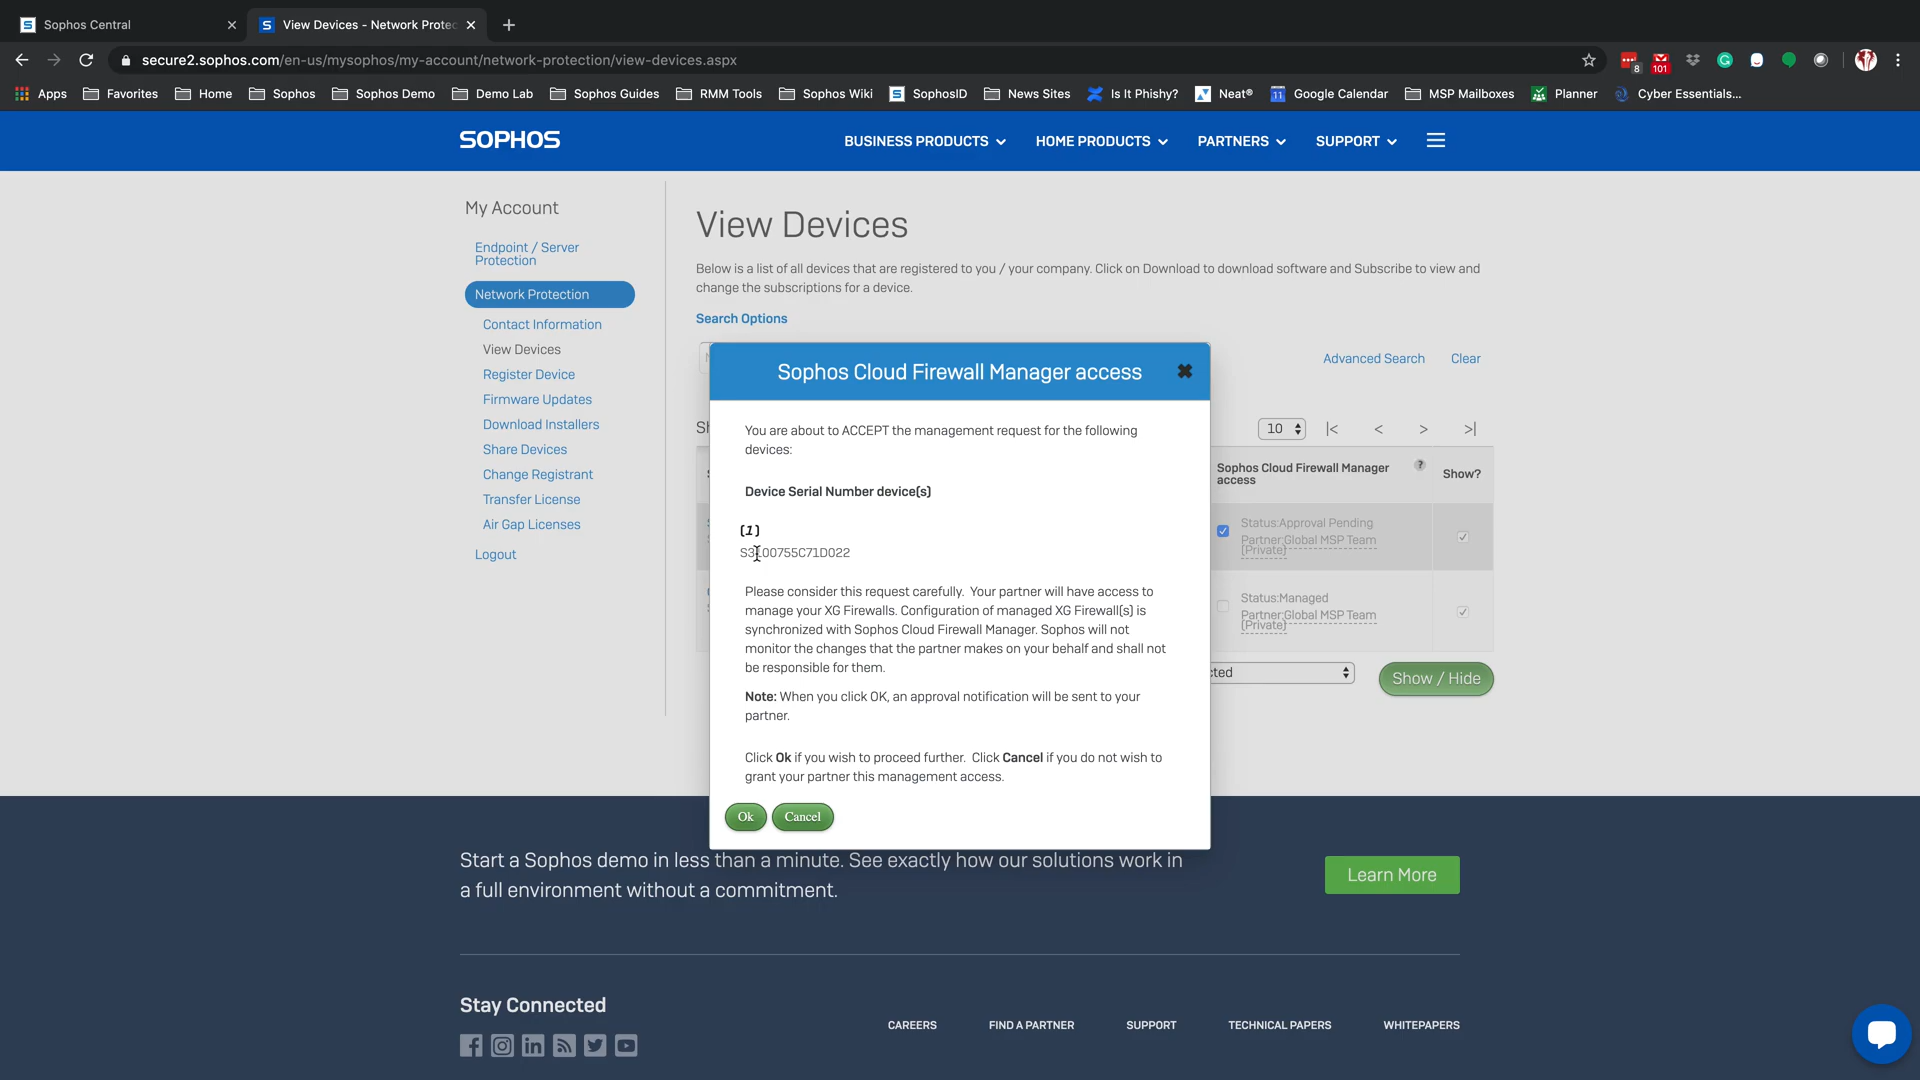 Sophos Central
View Devices - Network Protec
secure2.sophos.com/en-us/mysophos/my-account/network-protection/view-devices.aspx
8
101
Apps Favorites Home Sophos Sophos Demo Demo Lab Sophos Guides RMM Tools Sophos Wiki SophosID News Sites Is It Phishy? Neat® Google Calendar MSP Mailboxes Planner Cyber Essentials...
SOPHOS
BUSINESS PRODUCTS HOME PRODUCTS PARTNERS SUPPORT
My Account
Endpoint / Server
Protection
Network Protection
Contact Information
View Devices
Register Device
Firmware Updates
Download Installers
Share Devices
Change Registrant
Transfer License
Air Gap Licenses
Logout
View Devices
Below is a list of all devices that are registered to you / your company. Click on Download to download software and Subscribe to view and
change the subscriptions for a device.
Search Options
Advanced Search Clear
10 |< < > >|
Sophos Cloud Firewall Manager
access
? Show?
Status:Approval Pending
Partner:Global MSP Team
(Private)
Status:Managed
Partner:Global MSP Team
(Private)
Show / Hide
Sophos Cloud Firewall Manager access
You are about to ACCEPT the management request for the following
devices:
Device Serial Number device(s)
(1)
Please consider this request carefully. Your partner will have access to
manage your XG Firewalls. Configuration of managed XG Firewall(s) is
synchronized with Sophos Cloud Firewall Manager. Sophos will not
monitor the changes that the partner makes on your behalf and shall not
be responsible for them.
Note: When you click OK, an approval notification will be sent to your
partner.
Click Ok if you wish to proceed further. Click Cancel if you do not wish to
grant your partner this management access.
Ok Cancel
Start a Sophos demo in less than a minute. See exactly how our solutions work in
a full environment without a commitment.
Learn More
Stay Connected
CAREERS FIND A PARTNER SUPPORT TECHNICAL PAPERS WHITEPAPERS